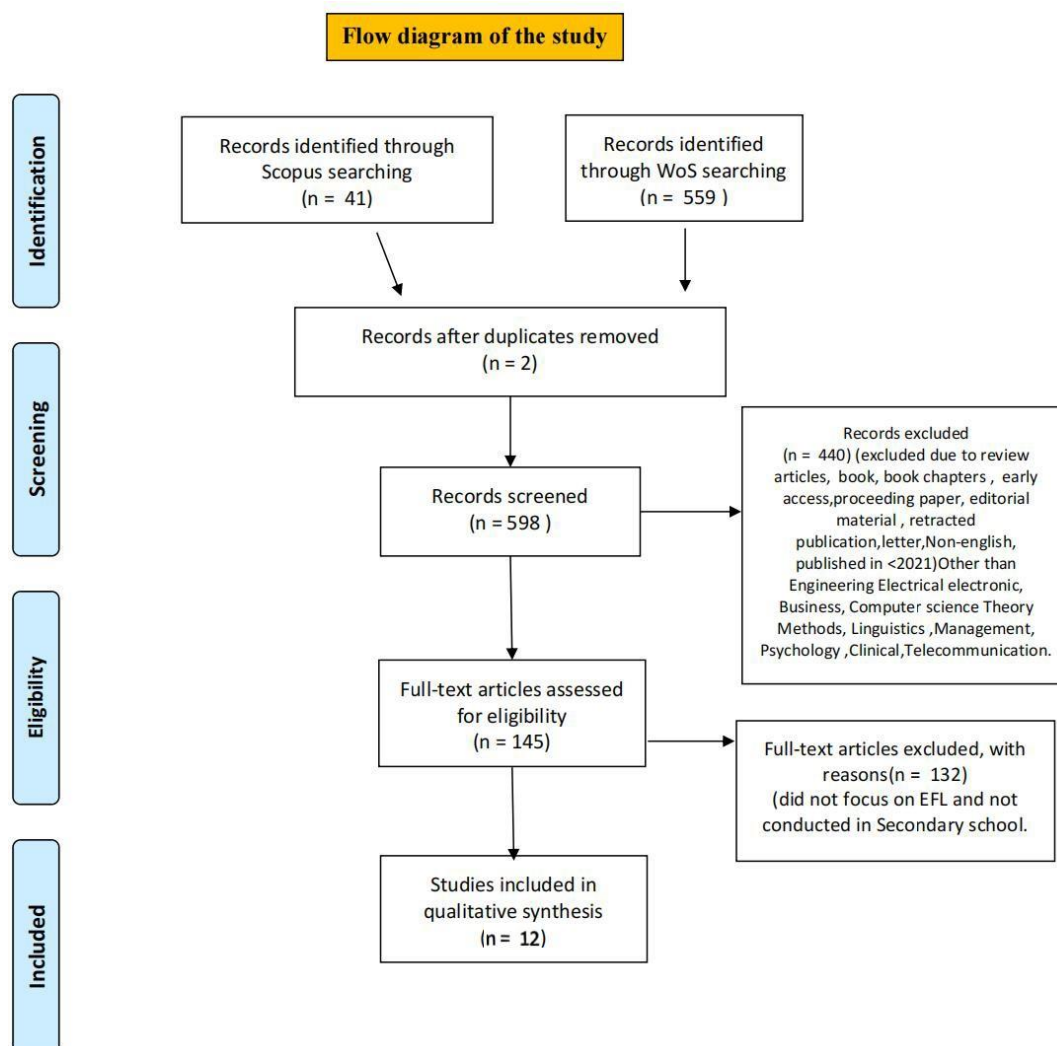 Flow diagram of the study
Identification
Records identified through
Scopus searching
(n = 41)
Records identified
through WoS searching
(n = 559 )
Screening
Records after duplicates removed
(n = 2)
Records screened
(n = 598 )
Records excluded
(n = 440) (excluded due to review
articles, book, book chapters , early
access,proceeding paper, editorial
material , retracted
publication,letter,Non-english,
published in <2021)Other than
Engineering Electrical electronic,
Business, Computer science Theory
Methods, Linguistics ,Management,
Psychology ,Clinical,Telecommunication.
Eligibility
Full-text articles assessed
for eligibility
(n = 145)
Full-text articles excluded, with
reasons(n = 132)
(did not focus on EFL and not
conducted in Secondary school.
Included
Studies included in
qualitative synthesis
(n = 12)